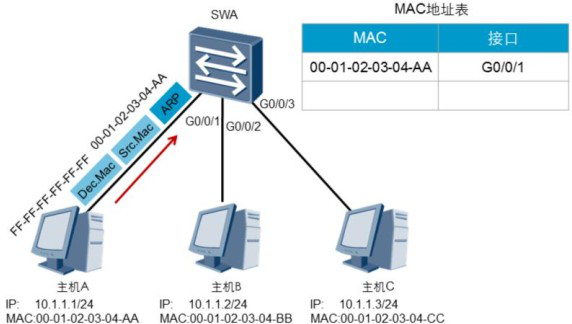 SWA
MAC地址表
MAC 接口
00-01-02-03-04-AA G0/0/1
G0/0/1
G0/0/2
G0/0/3
FF-FF-FF-FF-FF-FF 00-01-02-03-04-AA
Dec.Mac Src.Mac ARP
主机A
IP: 10.1.1.1/24
MAC:00-01-02-03-04-AA
主机B
IP: 10.1.1.2/24
MAC:00-01-02-03-04-BB
主机C
IP: 10.1.1.3/24
MAC:00-01-02-03-04-CC